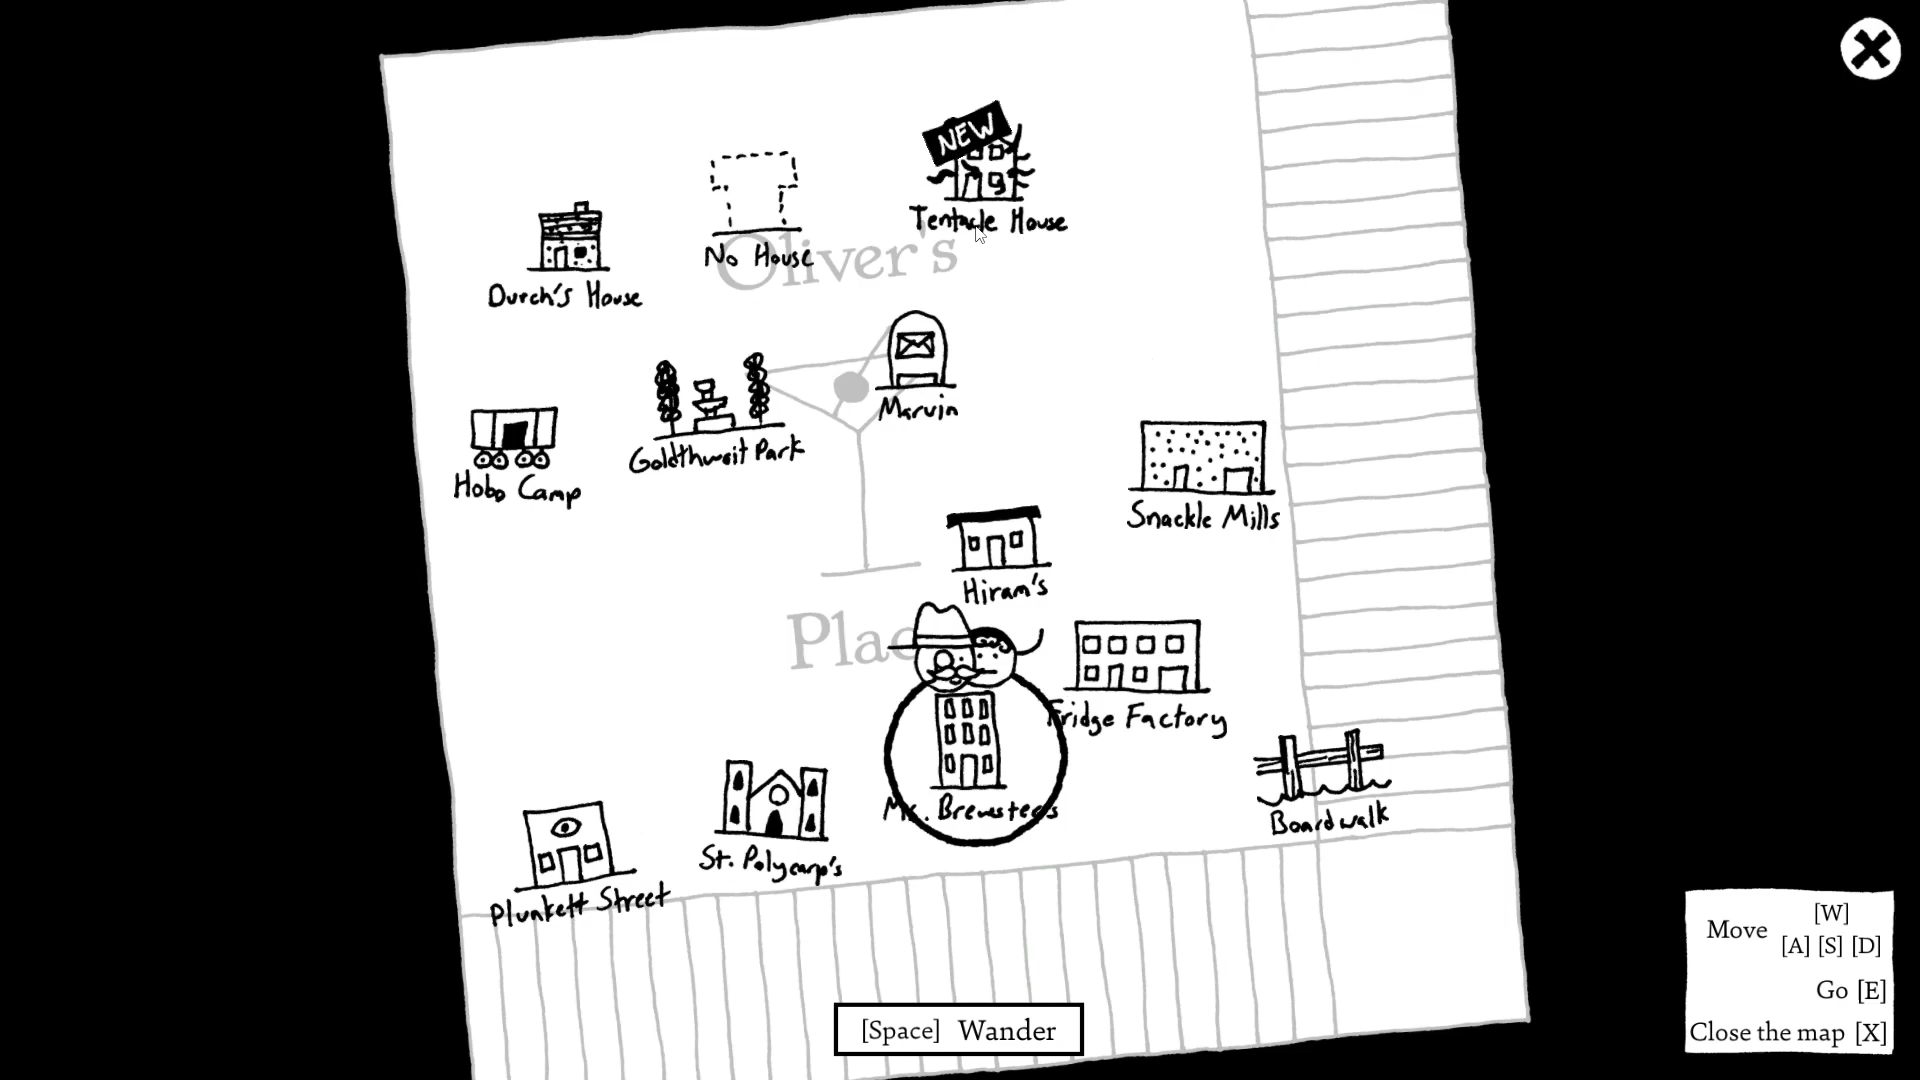 NEW
Tentacle House
No House
Oliver's
Durch's House
Marvin
Goldthwait Park
Hobo Camp
Snackle Mills
Hiram's
Plac
Fridge Factory
Mr. Brewster's
Boardwalk
St. Polycarp's
Plunkett Street
Move [W]
[A] [S] [D]
Go [E]
Close the map [X]
[Space] Wander